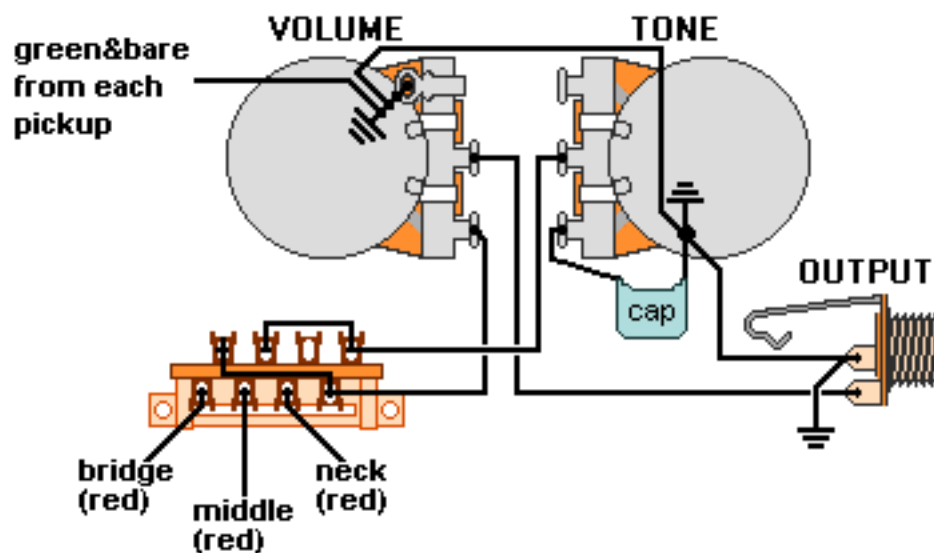 VOLUME
TONE
green&bare
from each
pickup
OUTPUT
cap
bridge
(red)
middle
(red)
neck
(red)